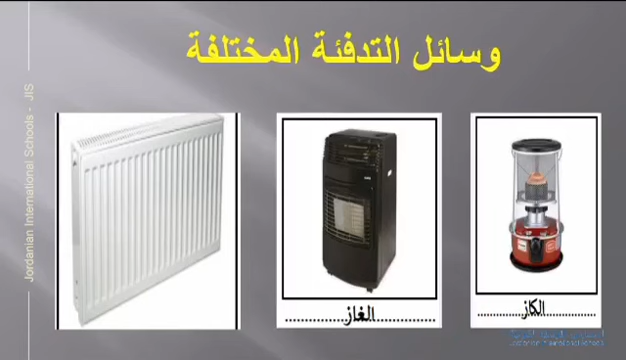 وسائل التدفئة المختلفة
الكاز
الغاز
Jordanian International Schools - JIS